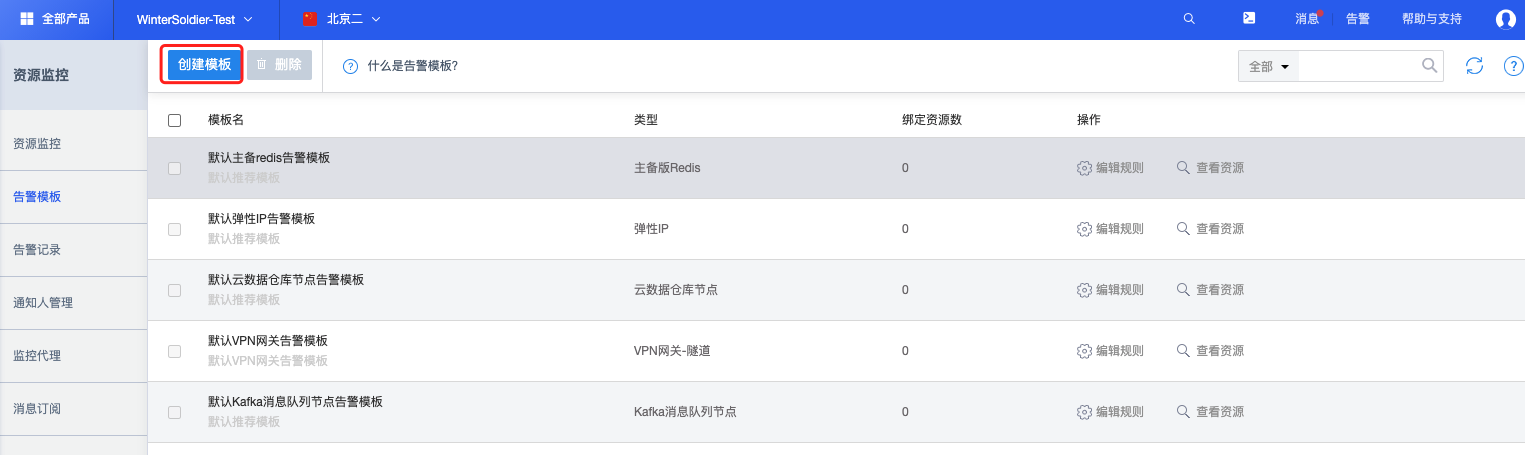 全部产品 WinterSoldier-Test 北京二 消息 告警 帮助与支持
资源监控
创建模板 删除 ? 什么是告警模板? 全部 ?
模板名 类型 绑定资源数 操作
资源监控
默认主备redis告警模板
默认推荐模板
主备版Redis 0 编辑规则 查看资源
告警模板
默认弹性IP告警模板
默认推荐模板
弹性IP 0 编辑规则 查看资源
告警记录
默认云数据仓库节点告警模板
默认推荐模板
云数据仓库节点 0 编辑规则 查看资源
通知人管理
默认VPN网关告警模板
默认VPN网关告警模板
VPN网关-隧道 0 编辑规则 查看资源
监控代理
默认Kafka消息队列节点告警模板
默认推荐模板
Kafka消息队列节点 0 编辑规则 查看资源
消息订阅